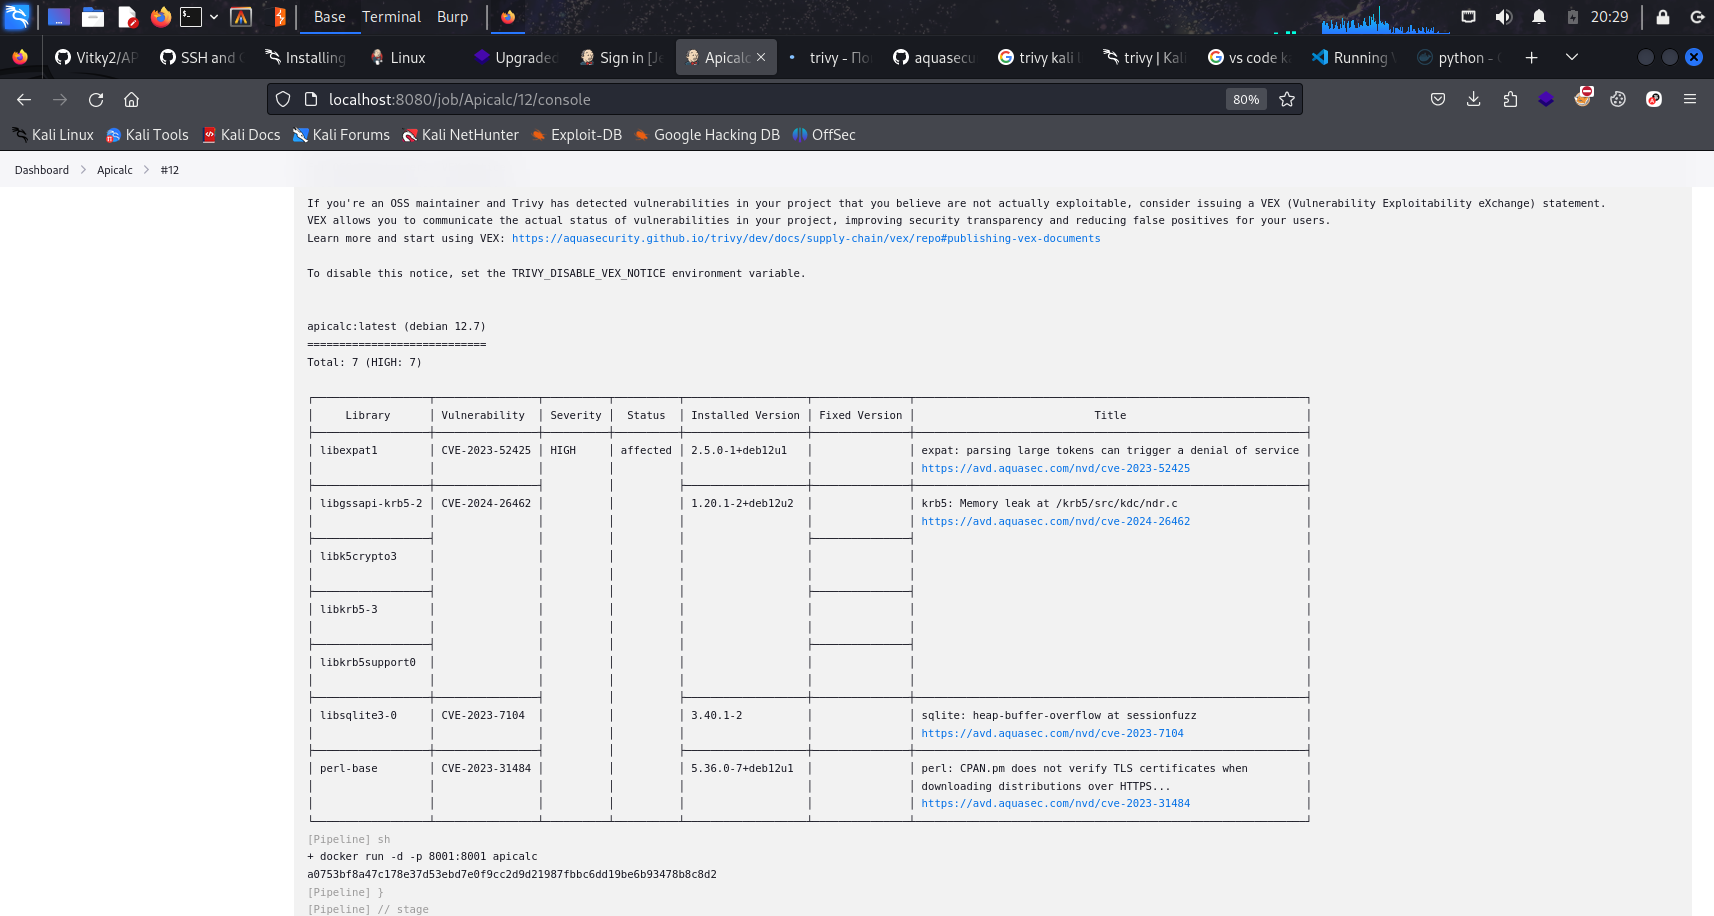 Base Terminal Burp 20:29
Vitky2/AP SSH and Installing Linux Upgraded Sign in [Je Apicalc trivy - По aquasecu trivy kali trivy | Kali vs code ka Running python -
localhost:8080/job/Apicalc/12/console 80%
Kali Linux Kali Tools Kali Docs Kali Forums Kali NetHunter Exploit-DB Google Hacking DB OffSec
Dashboard Apicalc #12
If you're an OSS maintainer and Trivy has detected vulnerabilities in your project that you believe are not actually exploitable, consider issuing a VEX (Vulnerability Exploitability eXchange) statement.
VEX allows you to communicate the actual status of vulnerabilities in your project, improving security transparency and reducing false positives for your users.
Learn more and start using VEX: https://aquasecurity.github.io/trivy/dev/docs/supply-chain/vex/repo#publishing-vex-documents
To disable this notice, set the TRIVY_DISABLE_VEX_NOTICE environment variable.
apicalc:latest (debian 12.7)
============================
Total: 7 (HIGH: 7)
Library Vulnerability Severity Status Installed Version Fixed Version Title
libexpat1 CVE-2023-52425 HIGH affected 2.5.0-1+deb12u1 expat: parsing large tokens can trigger a denial of service
https://avd.aquasec.com/nvd/cve-2023-52425
libgssapi-krb5-2 CVE-2024-26462 1.20.1-2+deb12u2 krb5: Memory leak at /krb5/src/kdc/ndr.c
https://avd.aquasec.com/nvd/cve-2024-26462
libk5crypto3
libkrb5-3
libkrb5support0
libsqlite3-0 CVE-2023-7104 3.40.1-2 sqlite: heap-buffer-overflow at sessionfuzz
https://avd.aquasec.com/nvd/cve-2023-7104
perl-base CVE-2023-31484 5.36.0-7+deb12u1 perl: CPAN.pm does not verify TLS certificates when
downloading distributions over HTTPS...
https://avd.aquasec.com/nvd/cve-2023-31484
[Pipeline] sh
+ docker run -d -p 8001:8001 apicalc
a0753bf8a47c178e37d53ebd7e0f9cc2d9d21987fbbc6dd19be6b93478b8c8d2
[Pipeline] }
[Pipeline] // stage